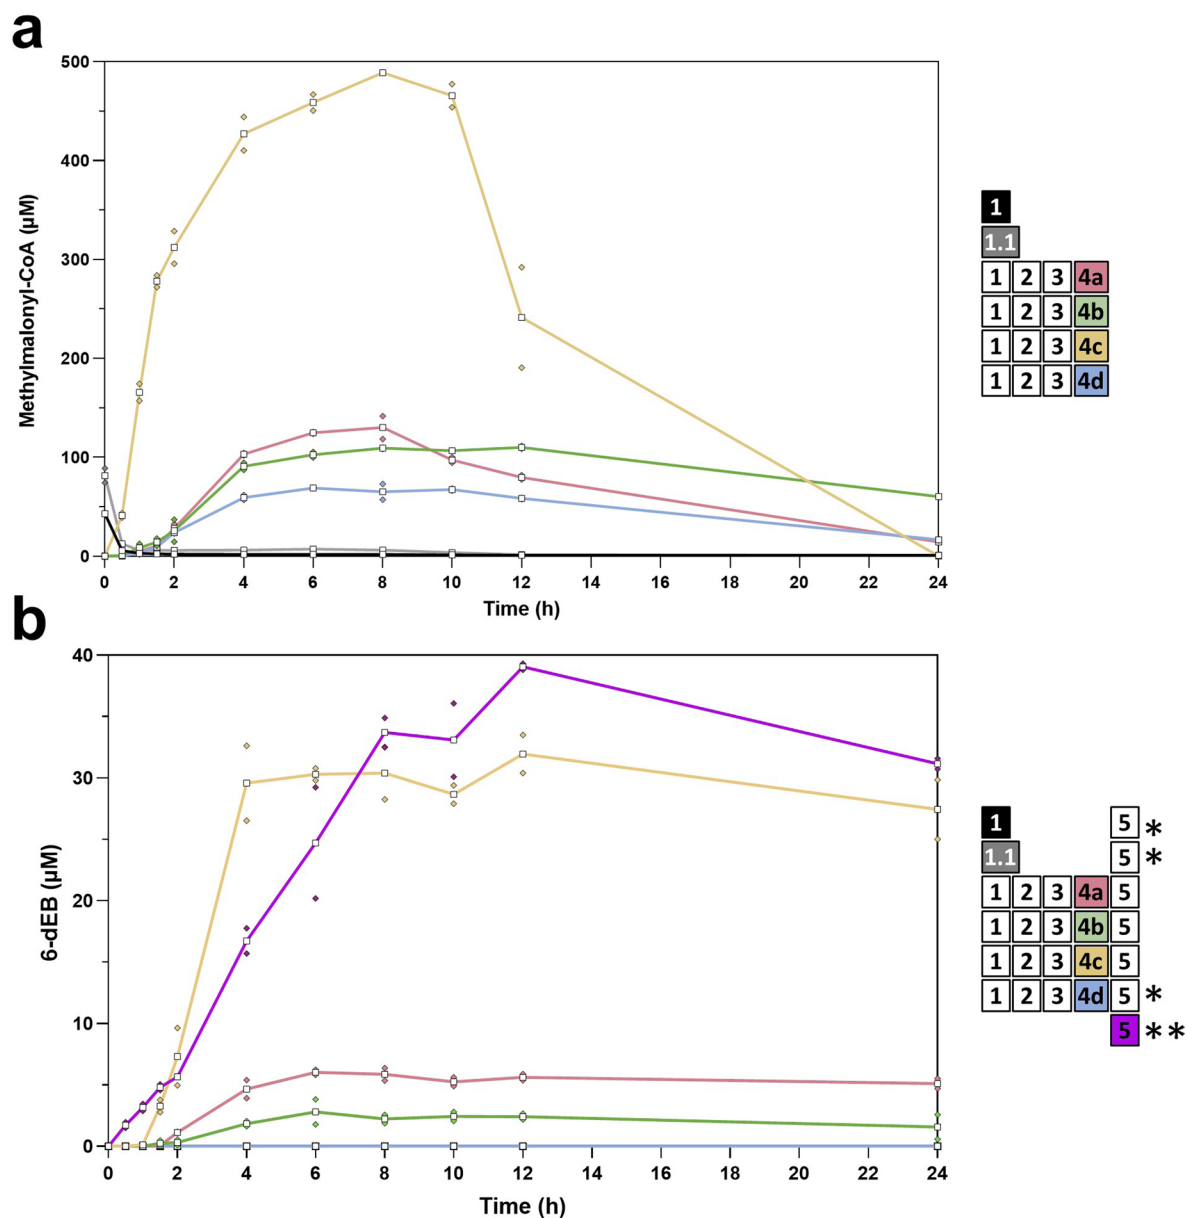 a
500
400
300
200
100
0
Methylmalonyl-CoA (µM)
0 2 4 6 8 10 12 14 16 18 20 22 24
Time (h)
1
1.1
1 2 3 4a
1 2 3 4b
1 2 3 4c
1 2 3 4d
b
40
30
20
10
0
6-dEB (µM)
0 2 4 6 8 10 12 14 16 18 20 22 24
Time (h)
1 5 *
1.1 5 *
1 2 3 4a 5
1 2 3 4b 5
1 2 3 4c 5
1 2 3 4d 5 *
5 **